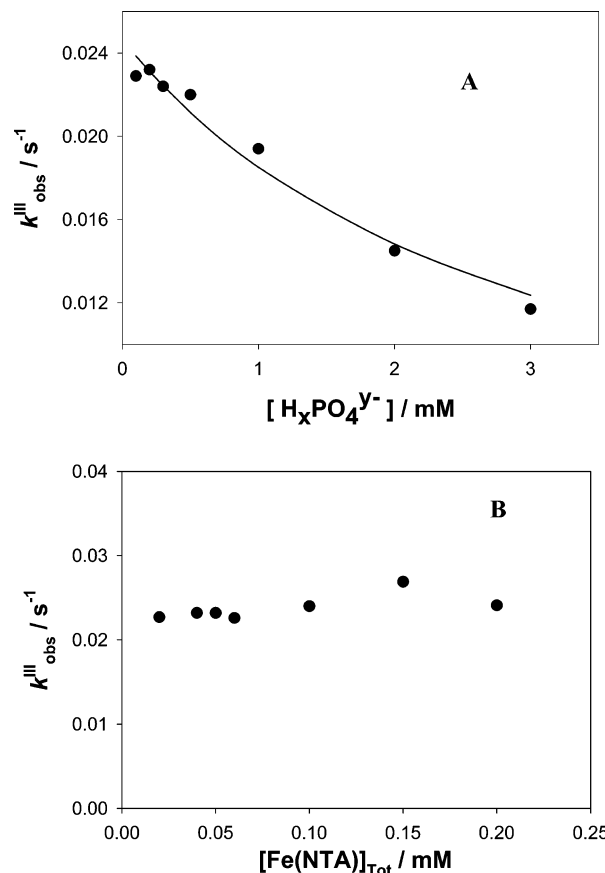 A
0.024
0.020
0.016
0.012
k^III_obs / s^-1
0 1 2 3
[ H_xPO_4^y- ] / mM
B
0.04
0.03
0.02
0.01
0.00
k^III_obs / s^-1
0.00 0.05 0.10 0.15 0.20 0.25
[Fe(NTA)]_Tot / mM